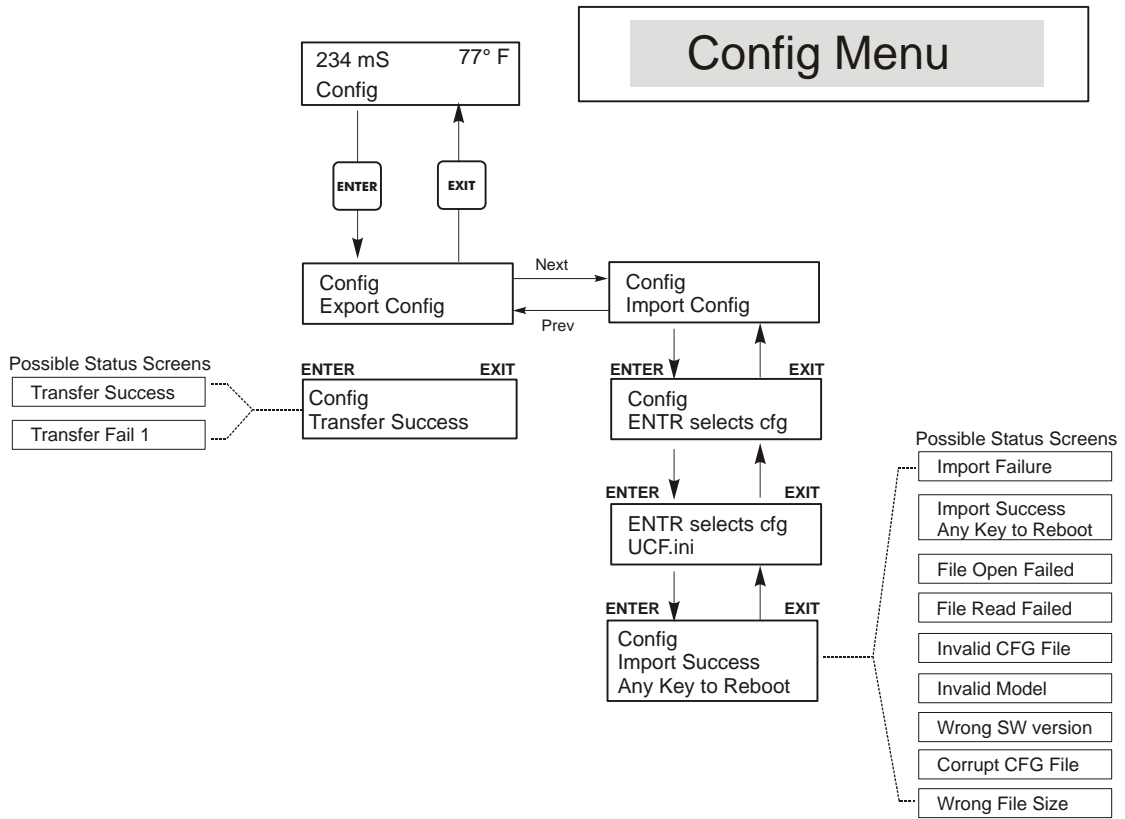 Config Menu
234 mS 77° F
Config
ENTER EXIT
Config
Export Config
Next
Prev
Config
Import Config
Possible Status Screens
Transfer Success
Transfer Fail 1
ENTER EXIT
Config
Transfer Success
ENTER EXIT
Config
ENTR selects cfg
ENTER EXIT
ENTR selects cfg
UCF.ini
ENTER EXIT
Config
Import Success
Any Key to Reboot
Possible Status Screens
Import Failure
Import Success
Any Key to Reboot
File Open Failed
File Read Failed
Invalid CFG File
Invalid Model
Wrong SW version
Corrupt CFG File
Wrong File Size